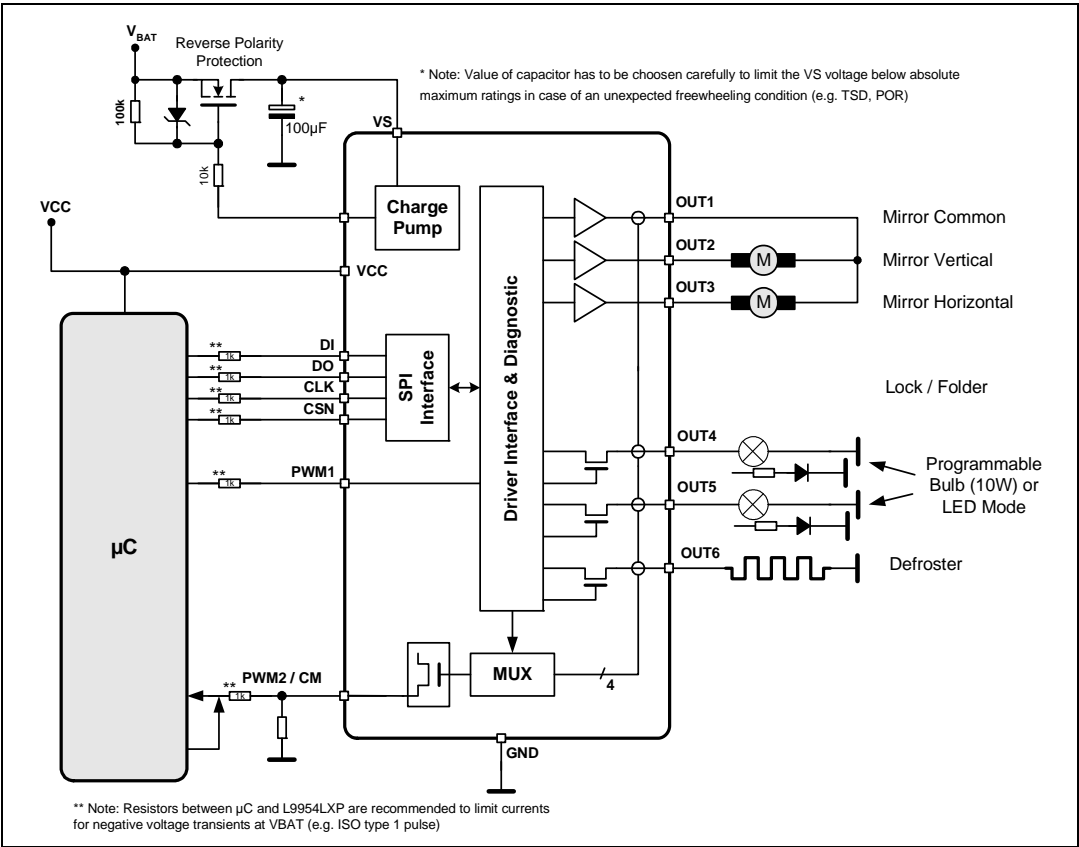 VBAT
Reverse Polarity
Protection
* Note: Value of capacitor has to be choosen carefully to limit the VS voltage below absolute
maximum ratings in case of an unexpected freewheeling condition (e.g. TSD, POR)
100k
*
100µF
VS
10k
Charge
Pump
VCC
VCC
OUT1
Mirror Common
OUT2
M
Mirror Vertical
OUT3
M
Mirror Horizontal
Driver Interface & Diagnostic
** 1k DI
** 1k DO
** 1k CLK
** 1k CSN
SPI
Interface
Lock / Folder
** 1k PWM1
OUT4
OUT5
Programmable
Bulb (10W) or
LED Mode
µC
OUT6
Defroster
** 1k PWM2 / CM
MUX
4
GND
** Note: Resistors between µC and L9954LXP are recommended to limit currents
for negative voltage transients at VBAT (e.g. ISO type 1 pulse)